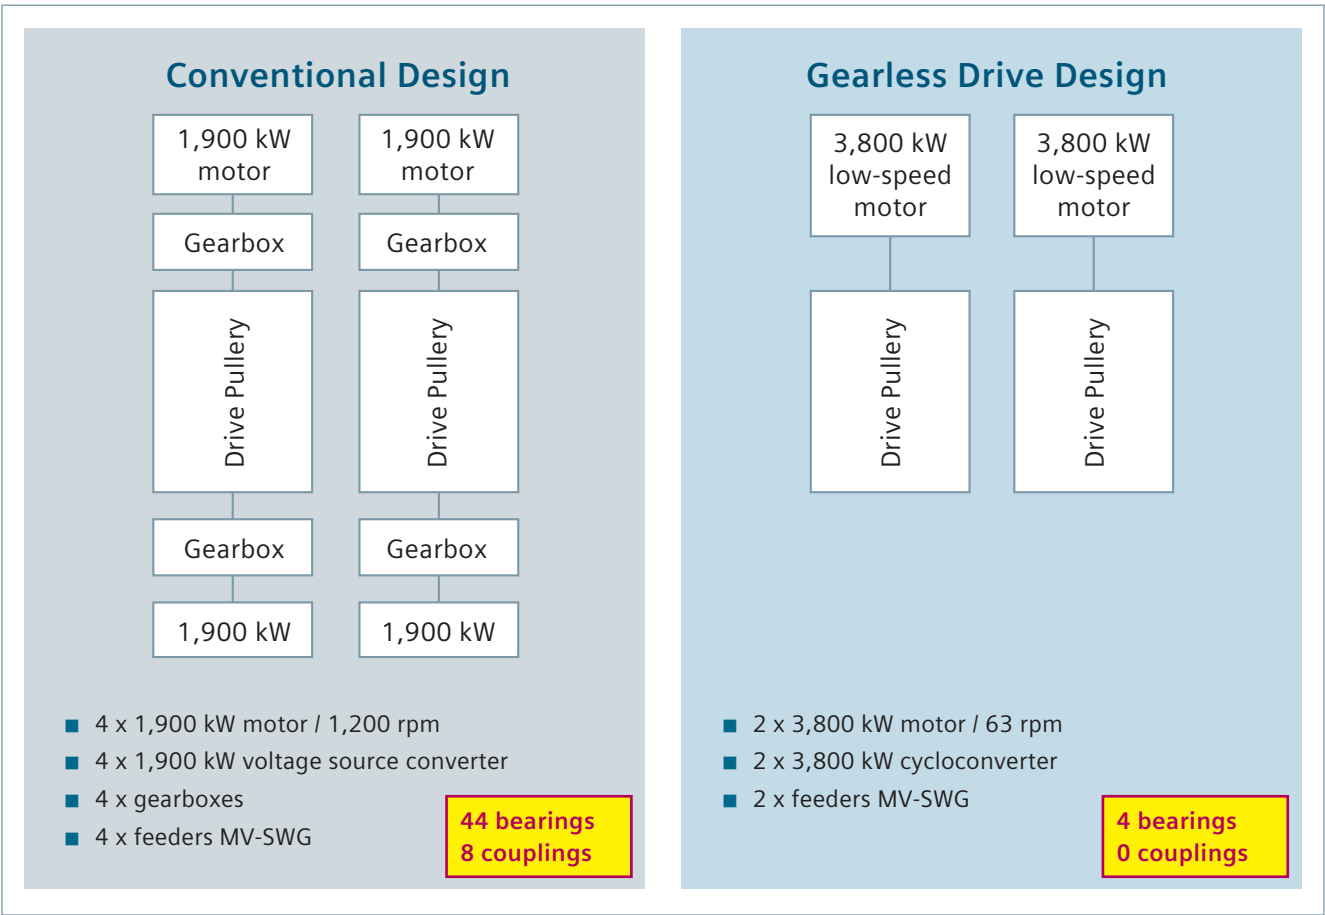 Conventional Design
1,900 kW
motor
1,900 kW
motor
Gearbox
Gearbox
Drive Pullery
Drive Pullery
Gearbox
Gearbox
1,900 kW
1,900 kW
4 x 1,900 kW motor / 1,200 rpm
4 x 1,900 kW voltage source converter
4 x gearboxes
4 x feeders MV-SWG
44 bearings
8 couplings
Gearless Drive Design
3,800 kW
low-speed
motor
3,800 kW
low-speed
motor
Drive Pullery
Drive Pullery
2 x 3,800 kW motor / 63 rpm
2 x 3,800 kW cycloconverter
2 x feeders MV-SWG
4 bearings
0 couplings